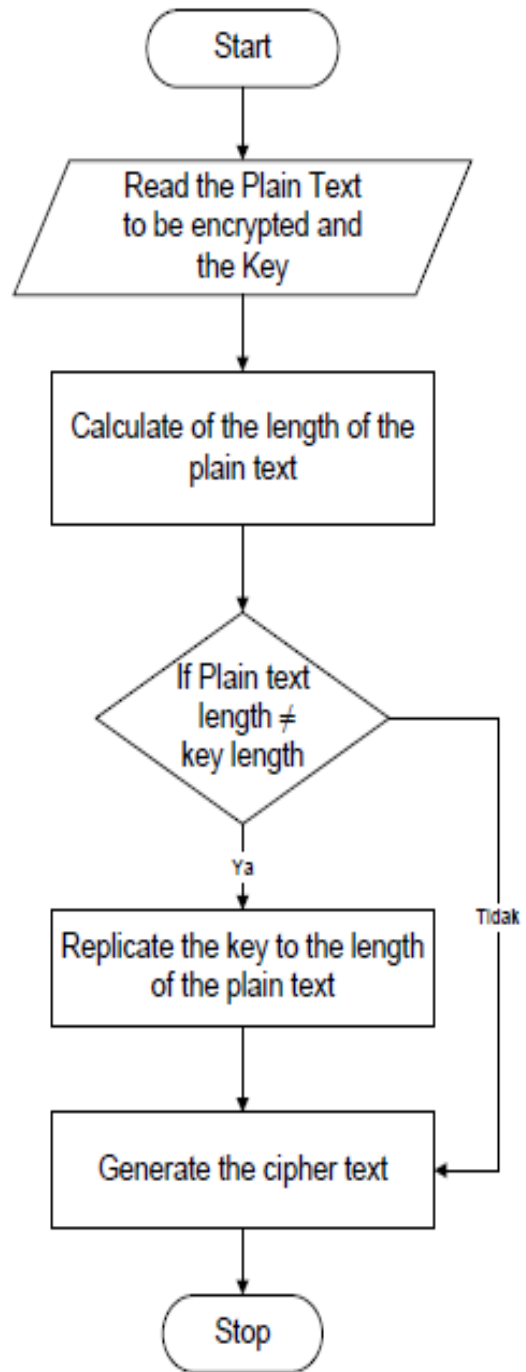 Start
Read the Plain Text
to be encrypted and
the Key
Calculate of the length of the
plain text
If Plain text
length ≠
key length
Ya
Tidak
Replicate the key to the length
of the plain text
Generate the cipher text
Stop